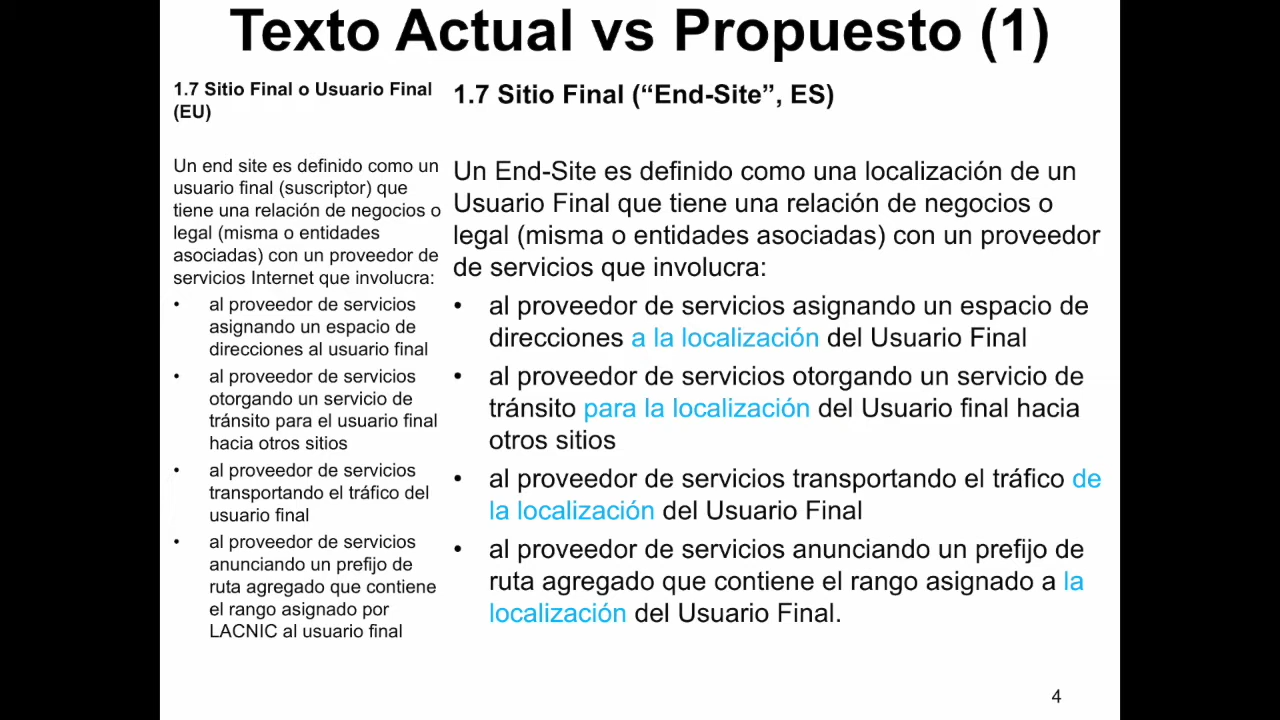 Texto Actual vs Propuesto (1)
1.7 Sitio Final o Usuario Final
(EU)
Un end site es definido como un
usuario final (suscriptor) que
tiene una relación de negocios o
legal (misma o entidades
asociadas) con un proveedor de
servicios Internet que involucra:
• al proveedor de servicios
asignando un espacio de
direcciones al usuario final
• al proveedor de servicios
otorgando un servicio de
tránsito para el usuario final
hacia otros sitios
• al proveedor de servicios
transportando el tráfico del
usuario final
• al proveedor de servicios
anunciando un prefijo de
ruta agregado que contiene
el rango asignado por
LACNIC al usuario final
1.7 Sitio Final (“End-Site”, ES)
Un End-Site es definido como una localización de un
Usuario Final que tiene una relación de negocios o
legal (misma o entidades asociadas) con un proveedor
de servicios que involucra:
• al proveedor de servicios asignando un espacio de
direcciones a la localización del Usuario Final
• al proveedor de servicios otorgando un servicio de
tránsito para la localización del Usuario final hacia
otros sitios
• al proveedor de servicios transportando el tráfico de
la localización del Usuario Final
• al proveedor de servicios anunciando un prefijo de
ruta agregado que contiene el rango asignado a la
localización del Usuario Final.
4